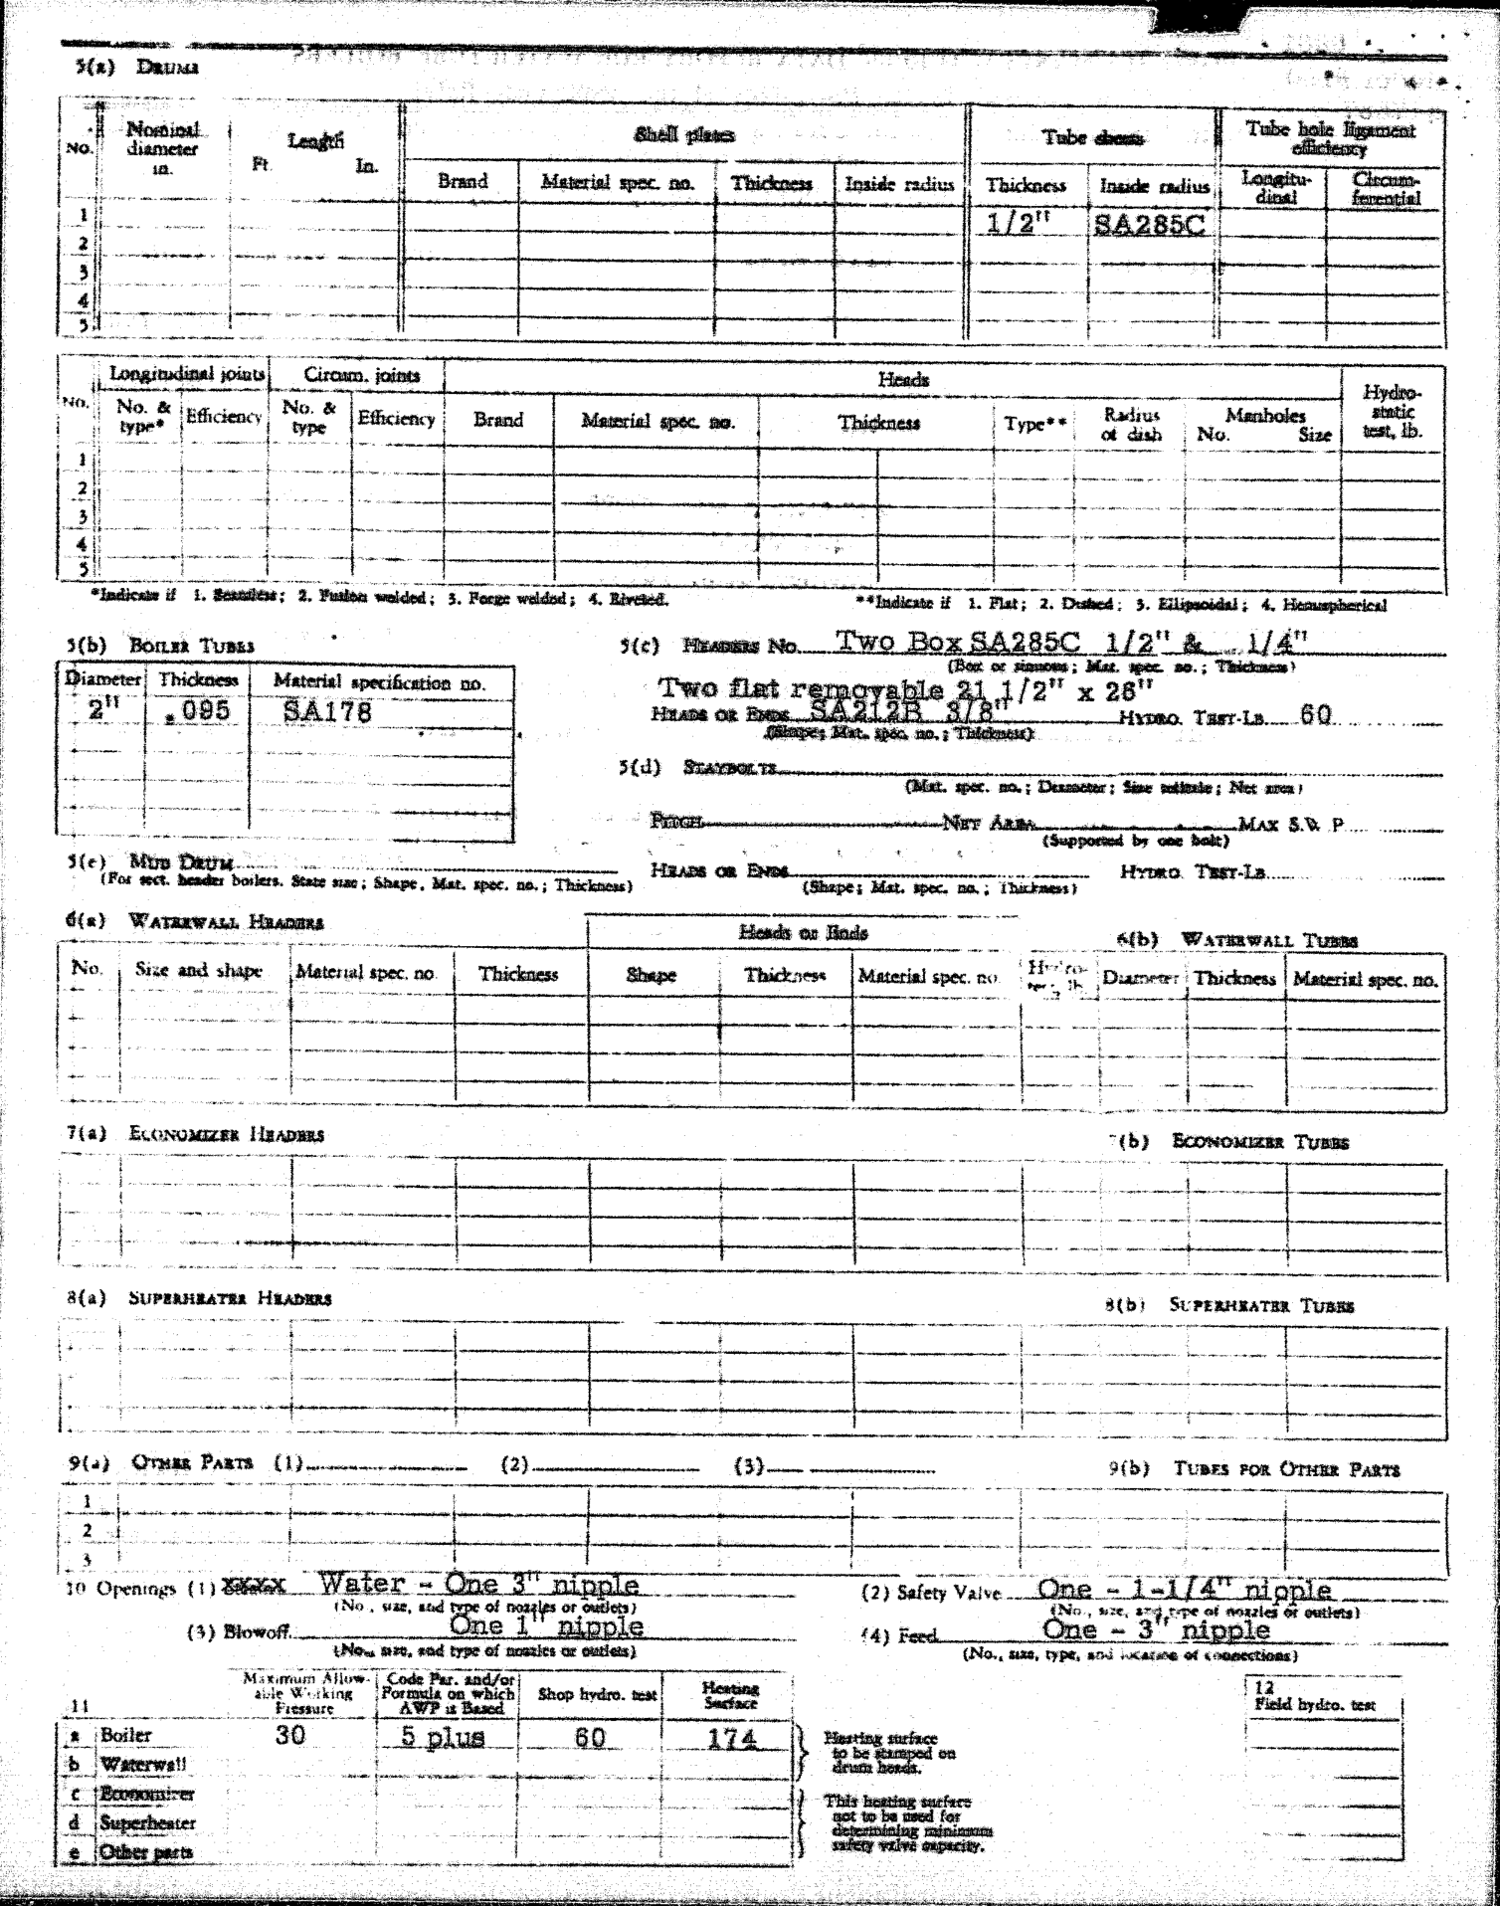 5(a) DRUMS
No. Nominal diameter in. Length Ft. In. Shell plates Tube sheets Tube hole ligament efficiency
Brand Material spec. no. Thickness Inside radius Thickness Inside radius Longitu-dinal Circum-ferential
1 1/2" SA285C
2
3
4
5
Longitudinal joints Circum. joints Heads Hydro-static test, lb.
No. No. & type* Efficiency No. & type Efficiency Brand Material spec. no. Thickness Type** Radius of dish Manholes No. Size
1
2
3
4
5
*Indicate if 1. Seamless; 2. Fusion welded; 3. Forge welded; 4. Riveted. **Indicate if 1. Flat; 2. Dished; 3. Ellipsoidal; 4. Hemispherical
5(b) BOILER TUBES
Diameter Thickness Material specification no.
2" .095 SA178
5(c) HEADERS NO. Two Box SA285C 1/2" & 1/4"
(Box or sinuous; Mat. spec. no.; Thickness)
Two flat removable 21 1/2" x 26"
HEADS OR ENDS SA212B 3/8" HYDRO. TEST-LB. 60
(Shape; Mat. spec. no.; Thickness)
5(d) STAYBOLTS
(Mat. spec. no.; Diameter; Size telltale; Net area)
PITCH NET AREA MAX S.W. P.
(Supported by one bolt)
5(e) MUD DRUM HEADS OR ENDS HYDRO. TEST-LB.
(For sect. header boilers. State size; Shape, Mat. spec. no.; Thickness) (Shape; Mat. spec. no.; Thickness)
6(a) WATERWALL HEADERS Heads or Ends 6(b) WATERWALL TUBES
No. Size and shape Material spec. no. Thickness Shape Thickness Material spec. no. Hydro- test, lb. Diameter Thickness Material spec. no.
7(a) ECONOMIZER HEADERS 7(b) ECONOMIZER TUBES
8(a) SUPERHEATER HEADERS 8(b) SUPERHEATER TUBES
9(a) OTHER PARTS (1) (2) (3) 9(b) TUBES FOR OTHER PARTS
1
2
3
10 Openings (1) xxxx Water - One 3" nipple (2) Safety Valve One - 1-1/4" nipple
(No., size, and type of nozzles or outlets) (No., size, and type of nozzles or outlets)
(3) Blowoff One 1" nipple (4) Feed One - 3" nipple
(No., size, and type of nozzles or outlets) (No., size, type, and location of connections)
11 Maximum Allow-able Working Pressure Code Par. and/or Formula on which AWP is Based Shop hydro. test Heating Surface 12 Field hydro. test
a Boiler 30 5 plus 60 174 Heating surface to be stamped on drum heads.
b Waterwall
c Economizer This heating surface not to be used for determining minimum safety valve capacity.
d Superheater
e Other parts